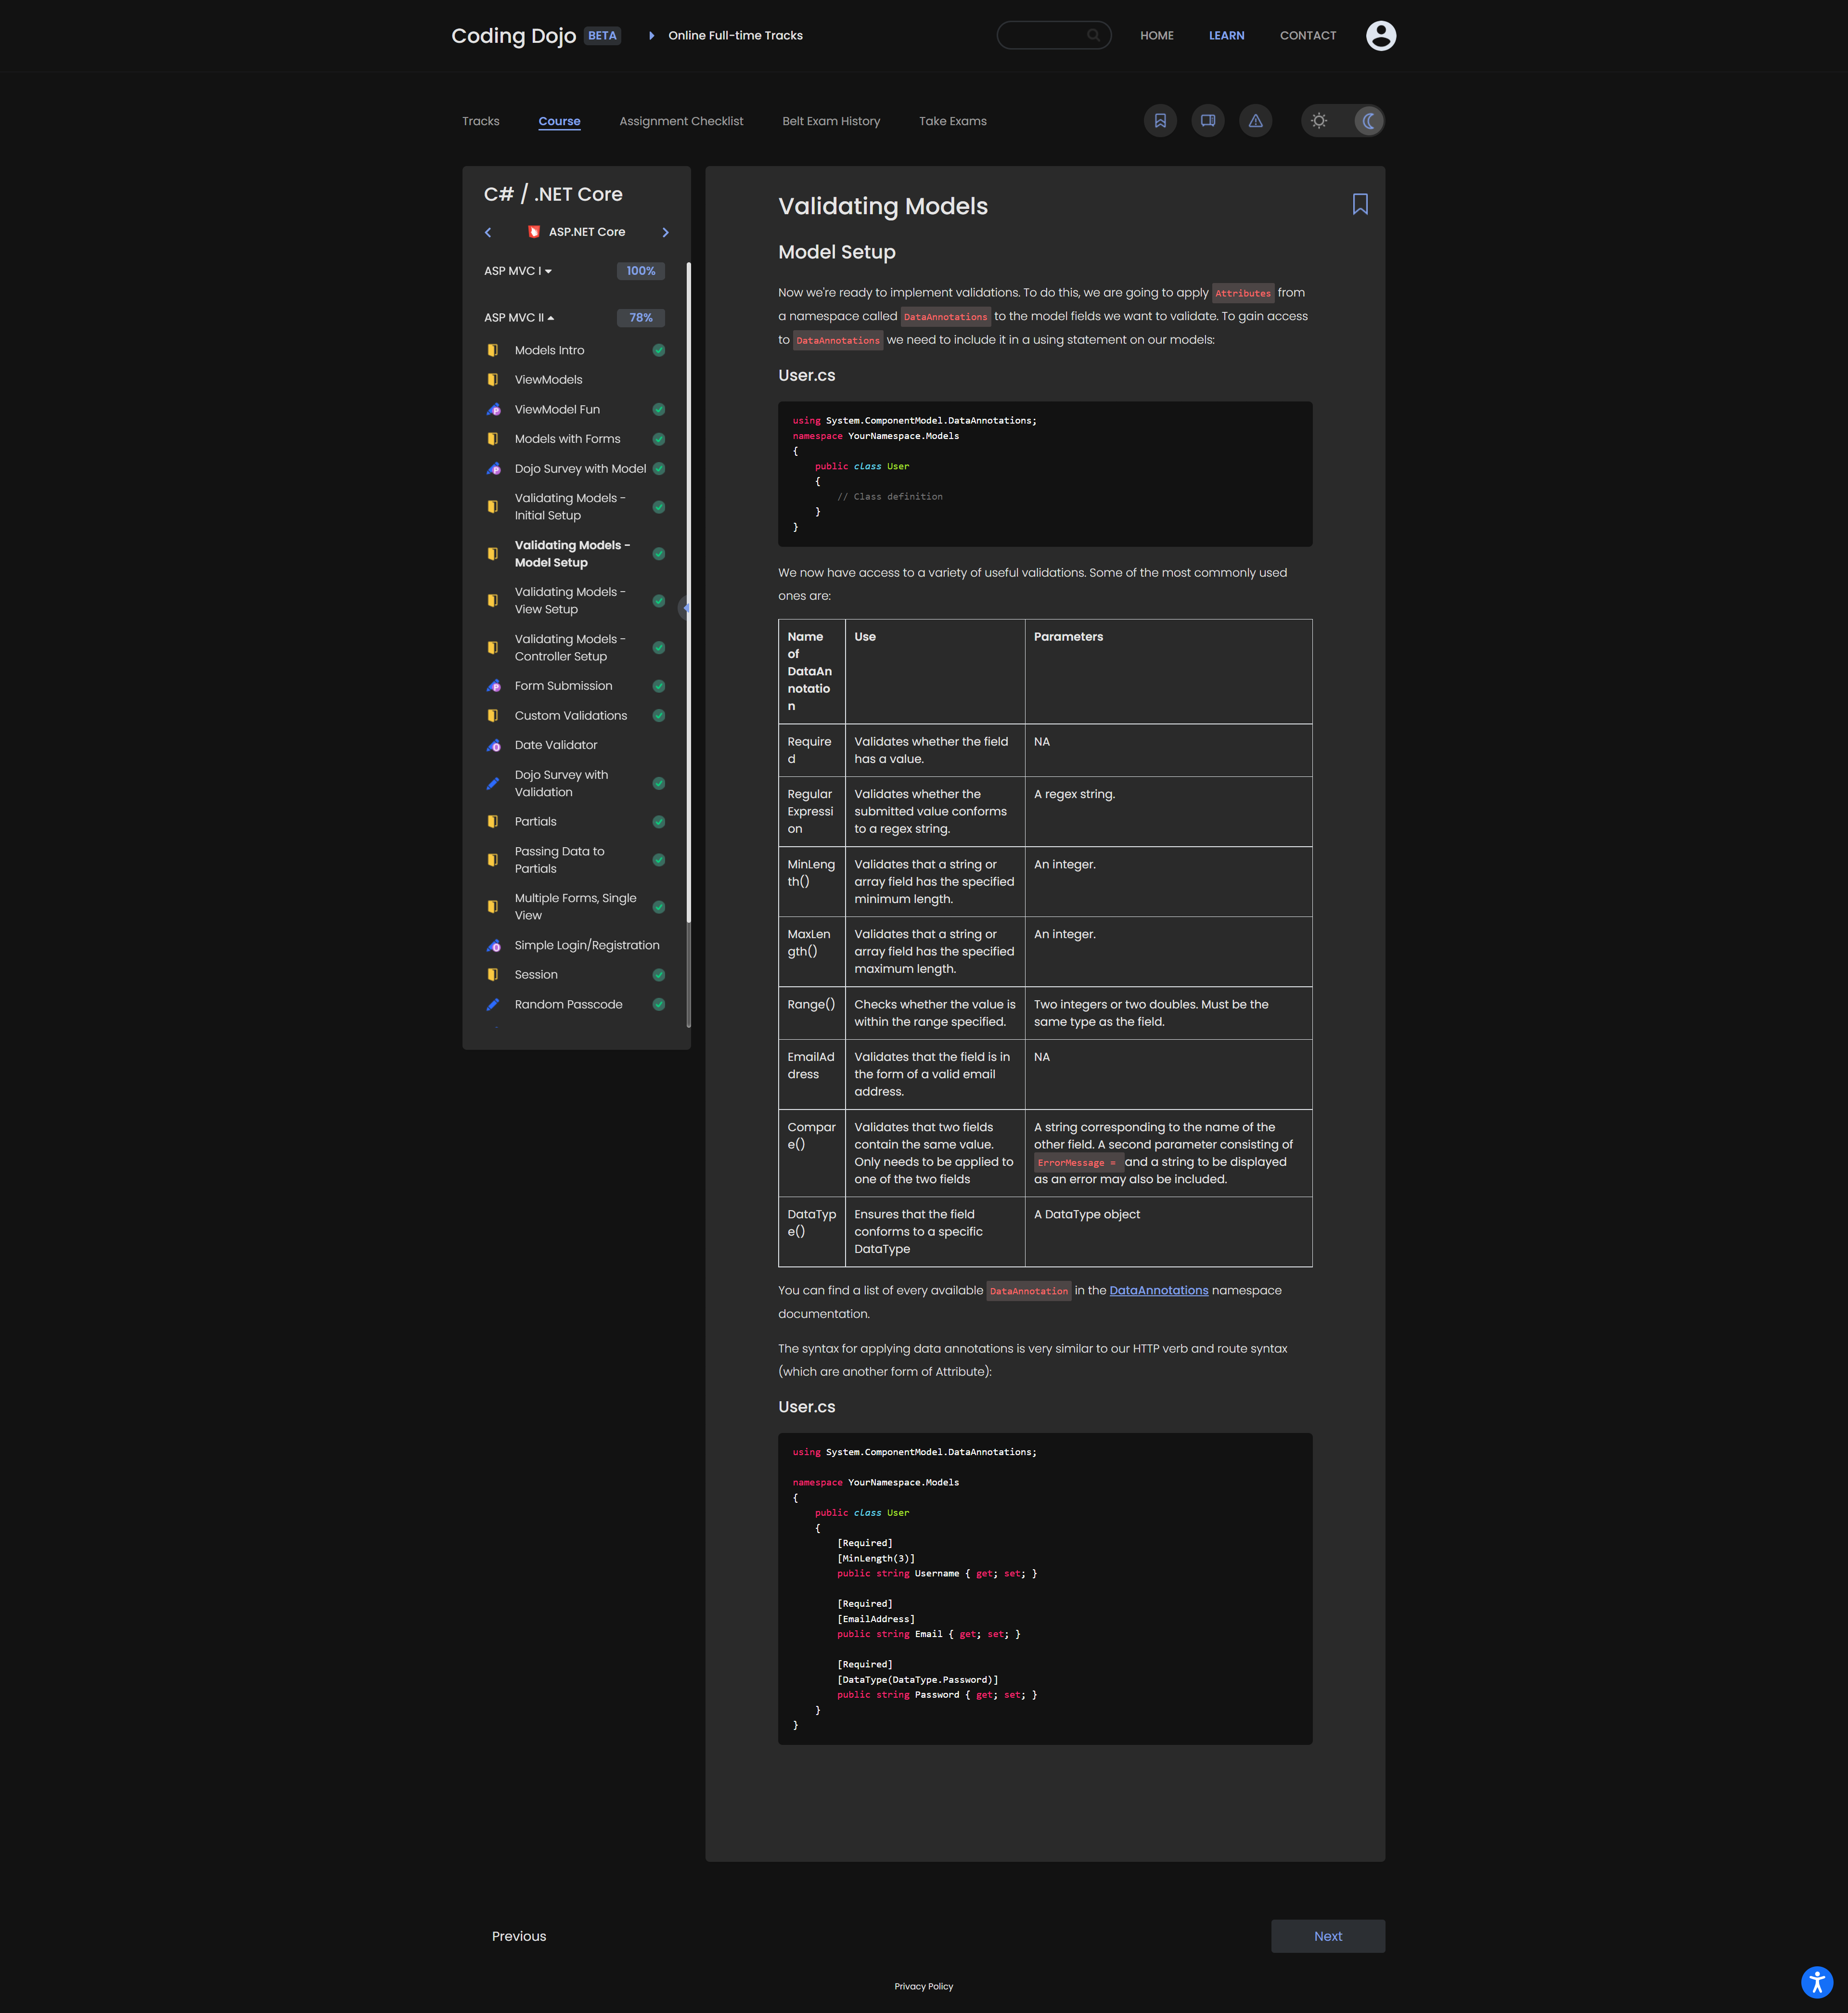 Coding Dojo BETA Online Full-time Tracks HOME LEARN CONTACT
Tracks Course Assignment Checklist Belt Exam History Take Exams
C# / .NET Core
ASP.NET Core
ASP MVC I 100%
ASP MVC II 78%
Models Intro
ViewModels
ViewModel Fun
Models with Forms
Dojo Survey with Model
Validating Models -
Initial Setup
Validating Models -
Model Setup
Validating Models -
View Setup
Validating Models -
Controller Setup
Form Submission
Custom Validations
Date Validator
Dojo Survey with
Validation
Partials
Passing Data to
Partials
Multiple Forms, Single
View
Simple Login/Registration
Session
Random Passcode
Validating Models
Model Setup
Now we're ready to implement validations. To do this, we are going to apply Attributes from
a namespace called DataAnnotations to the model fields we want to validate. To gain access
to DataAnnotations we need to include it in a using statement on our models:
User.cs
using System.ComponentModel.DataAnnotations;
namespace YourNamespace.Models
{
    public class User
    {
        // Class definition
    }
}
We now have access to a variety of useful validations. Some of the most commonly used
ones are:
Name Use Parameters
of
DataAn
notatio
n
Require Validates whether the field NA
d has a value.
Regular Validates whether the A regex string.
Expressi submitted value conforms
on to a regex string.
MinLeng Validates that a string or An integer.
th() array field has the specified
minimum length.
MaxLen Validates that a string or An integer.
gth() array field has the specified
maximum length.
Range() Checks whether the value is Two integers or two doubles. Must be the
within the range specified. same type as the field.
EmailAd Validates that the field is in NA
dress the form of a valid email
address.
Compar Validates that two fields A string corresponding to the name of the
e() contain the same value. other field. A second parameter consisting of
Only needs to be applied to ErrorMessage = and a string to be displayed
one of the two fields as an error may also be included.
DataTyp Ensures that the field A DataType object
e() conforms to a specific
DataType
You can find a list of every available DataAnnotation in the DataAnnotations namespace
documentation.
The syntax for applying data annotations is very similar to our HTTP verb and route syntax
(which are another form of Attribute):
User.cs
using System.ComponentModel.DataAnnotations;
namespace YourNamespace.Models
{
    public class User
    {
        [Required]
        [MinLength(3)]
        public string Username { get; set; }
        [Required]
        [EmailAddress]
        public string Email { get; set; }
        [Required]
        [DataType(DataType.Password)]
        public string Password { get; set; }
    }
}
Previous Next
Privacy Policy